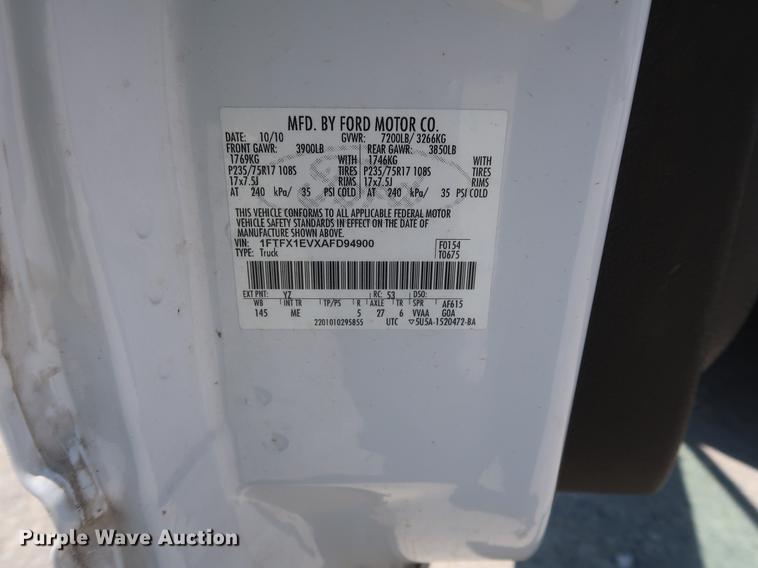 MFD. BY FORD MOTOR CO.
DATE: 10/10 GVWR: 7200LB/ 3266KG
FRONT GAWR: 3900LB REAR GAWR: 3850LB
1769KG WITH 1746KG WITH
P235/75R17 108S TIRES P235/75R17 108S TIRES
17x7.5J RIMS 17x7.5J RIMS
AT 240 kPa/ 35 PSI COLD AT 240 kPa/ 35 PSI COLD
THIS VEHICLE CONFORMS TO ALL APPLICABLE FEDERAL MOTOR
VEHICLE SAFETY STANDARDS IN EFFECT ON THE DATE OF
MANUFACTURE SHOWN ABOVE.
VIN: 1FTFX1EVXAFD94900 F0154
TYPE: Truck T0675
EXT PNT: YZ RC: 53 DSO:
WB INT TR TP/PS R AXLE TR SPR AF615
145 ME 5 27 6 VVAA GOA
2201010295855 UTC ▽5U5A-1520472-BA
Purple Wave Auction